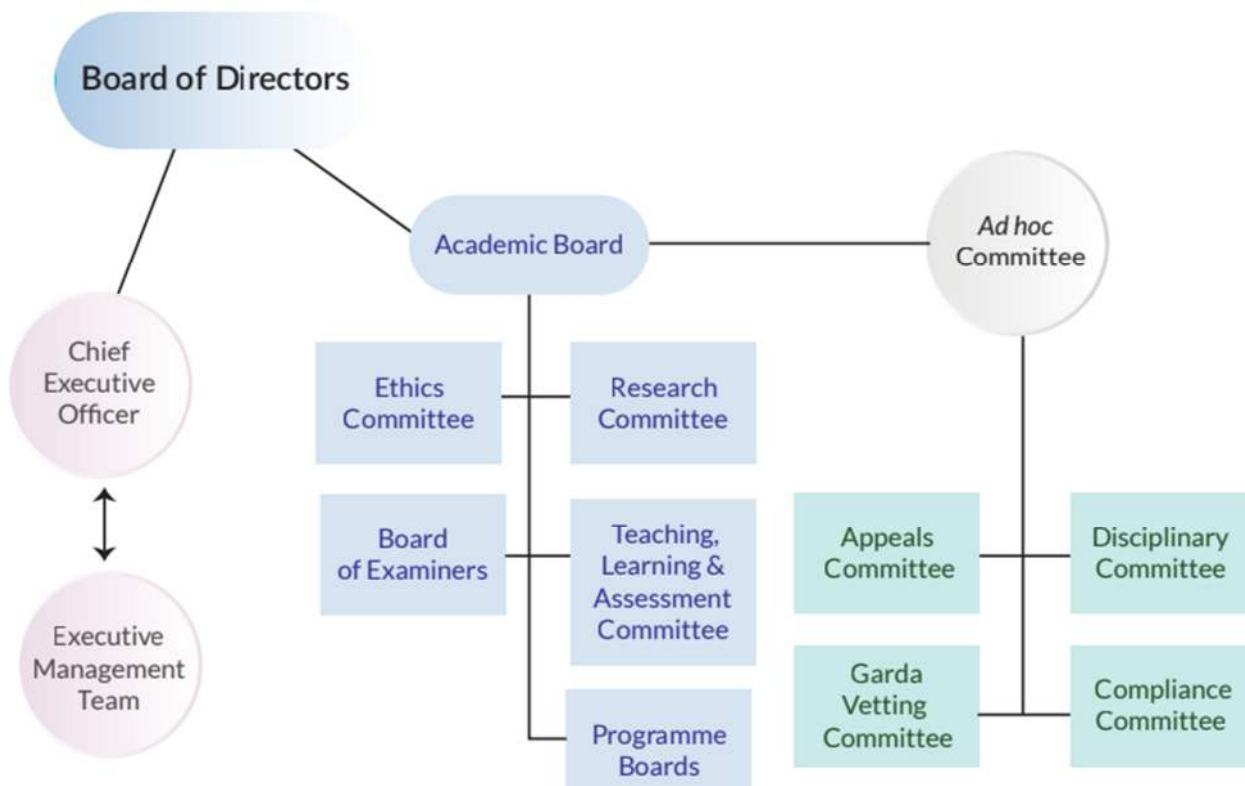 Board of Directors
Academic Board
Ad hoc
Committee
Chief
Executive
Officer
Ethics
Committee
Research
Committee
Board
of Examiners
Teaching,
Learning &
Assessment
Committee
Appeals
Committee
Disciplinary
Committee
Executive
Management
Team
Garda
Vetting
Committee
Compliance
Committee
Programme
Boards